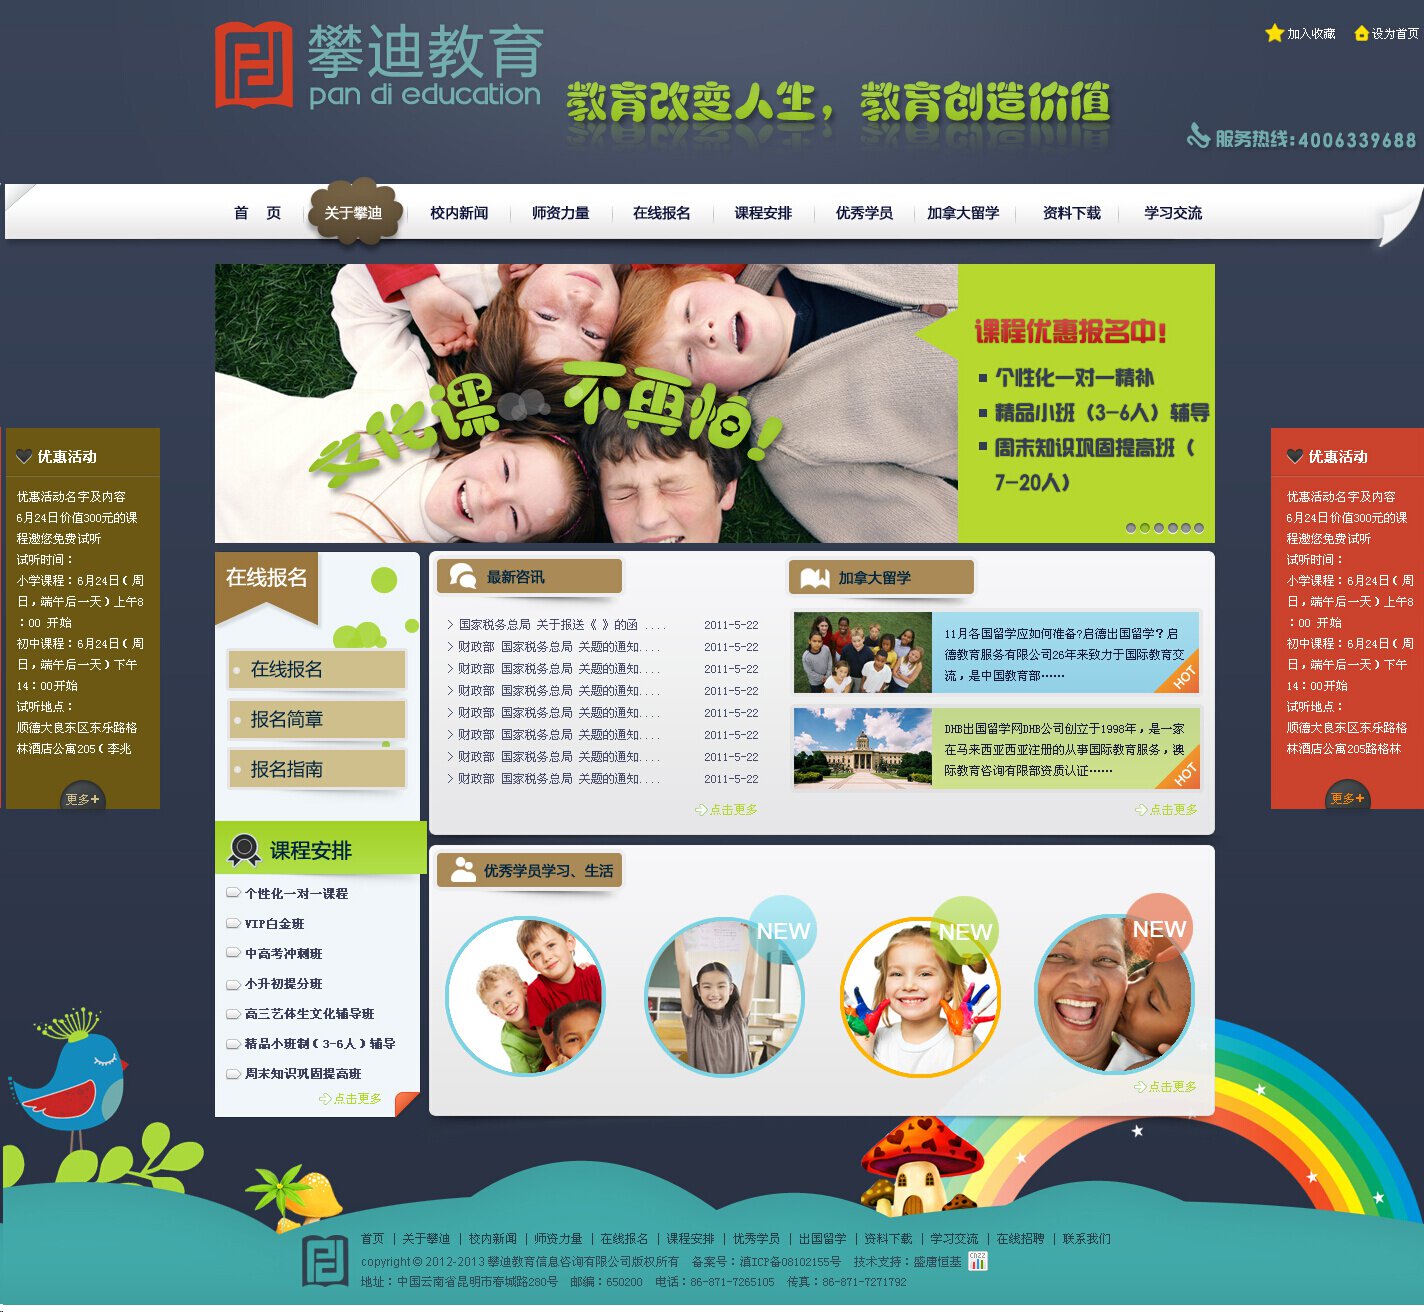 攀迪教育
pan di education
教育改变人生，教育创造价值
加入收藏
设为首页
服务热线:4006339688
首 页
关于攀迪
校内新闻
师资力量
在线报名
课程安排
优秀学员
加拿大留学
资料下载
学习交流
文化课 不再怕！
课程优惠报名中！
个性化一对一精补
精品小班（3-6人）辅导
周末知识巩固提高班（
7-20人）
优惠活动
优惠活动名字及内容
6月24日价值300元的课
程邀您免费试听
试听时间：
小学课程：6月24日（周
日，端午后一天）上午8
：00 开始
初中课程：6月24日（周
日，端午后一天）下午
14：00开始
试听地点：
顺德大良东区东乐路格
林酒店公寓205（李兆
更多+
在线报名
在线报名
报名简章
报名指南
课程安排
个性化一对一课程
VIP白金班
中高考冲刺班
小升初提分班
高三艺体生文化辅导班
精品小班制（3-6人）辅导
周末知识巩固提高班
点击更多
最新咨讯
国家税务总局 关于报送《 》的函 .... 2011-5-22
财政部 国家税务总局 关题的通知.... 2011-5-22
财政部 国家税务总局 关题的通知.... 2011-5-22
财政部 国家税务总局 关题的通知.... 2011-5-22
财政部 国家税务总局 关题的通知.... 2011-5-22
财政部 国家税务总局 关题的通知.... 2011-5-22
财政部 国家税务总局 关题的通知.... 2011-5-22
财政部 国家税务总局 关题的通知.... 2011-5-22
点击更多
加拿大留学
11月各国留学应如何准备?启德出国留学? 启
德教育服务有限公司26年来致力于国际教育交
流，是中国教育部……
HOT
DHB出国留学网DHB公司创立于1998年，是一家
在马来西亚西亚注册的从事国际教育服务，澳
际教育咨询有限部资质认证……
HOT
点击更多
优秀学员学习、生活
NEW
NEW
NEW
点击更多
优惠活动
优惠活动名字及内容
6月24日价值300元的课
程邀您免费试听
试听时间：
小学课程：6月24日（周
日，端午后一天）上午8
：00 开始
初中课程：6月24日（周
日，端午后一天）下午
14：00开始
试听地点：
顺德大良东区东乐路格
林酒店公寓205路格林
更多+
首页 | 关于攀迪 | 校内新闻 | 师资力量 | 在线报名 | 课程安排 | 优秀学员 | 出国留学 | 资料下载 | 学习交流 | 在线招聘 | 联系我们
copyright © 2012-2013 攀迪教育信息咨询有限公司版权所有 备案号：滇ICP备08102155号 技术支持：盛唐恒基
CNZZ
地址：中国云南省昆明市春城路280号 邮编：650200 电话：86-871-7265105 传真：86-871-7271792